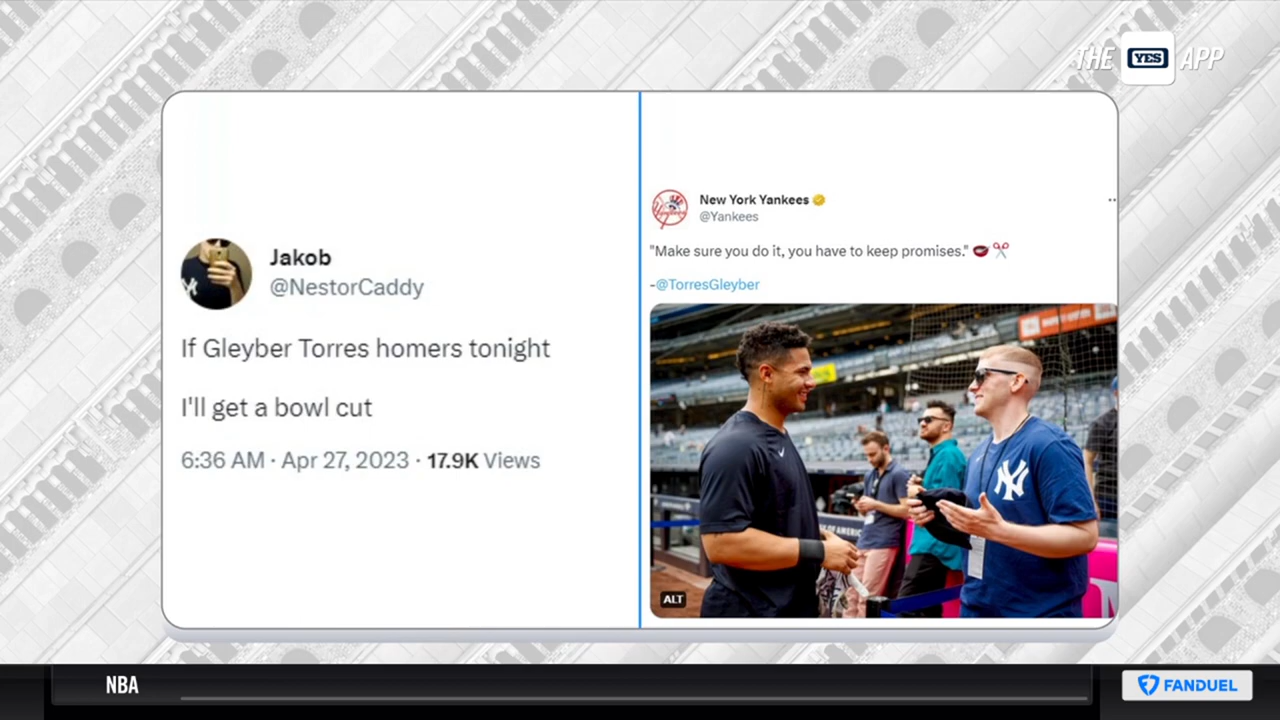 THE YES APP
Jakob
@NestorCaddy
If Gleyber Torres homers tonight
I'll get a bowl cut
6:36 AM · Apr 27, 2023 · 17.9K Views
New York Yankees
@Yankees
"Make sure you do it, you have to keep promises." 🫦✂️
-@TorresGleyber
NY
ALT
NBA
FANDUEL